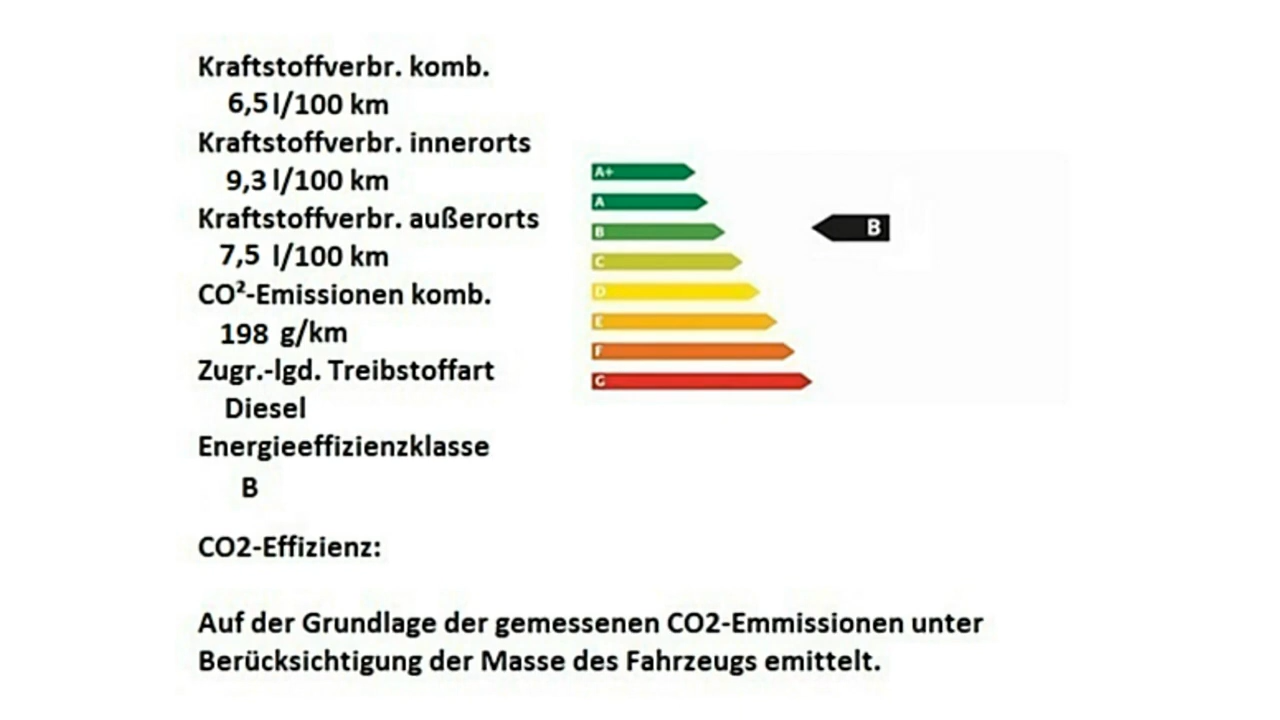 Kraftstoffverbr. komb.
6,5 l/100 km
Kraftstoffverbr. innerorts
9,3 l/100 km
Kraftstoffverbr. außerorts
7,5 l/100 km
CO²-Emissionen komb.
198 g/km
Zugr.-lgd. Treibstoffart
Diesel
Energieeffizienzklasse
B
A+
A
B
C
D
E
F
G
B
CO2-Effizienz:
Auf der Grundlage der gemessenen CO2-Emmissionen unter
Berücksichtigung der Masse des Fahrzeugs emittelt.